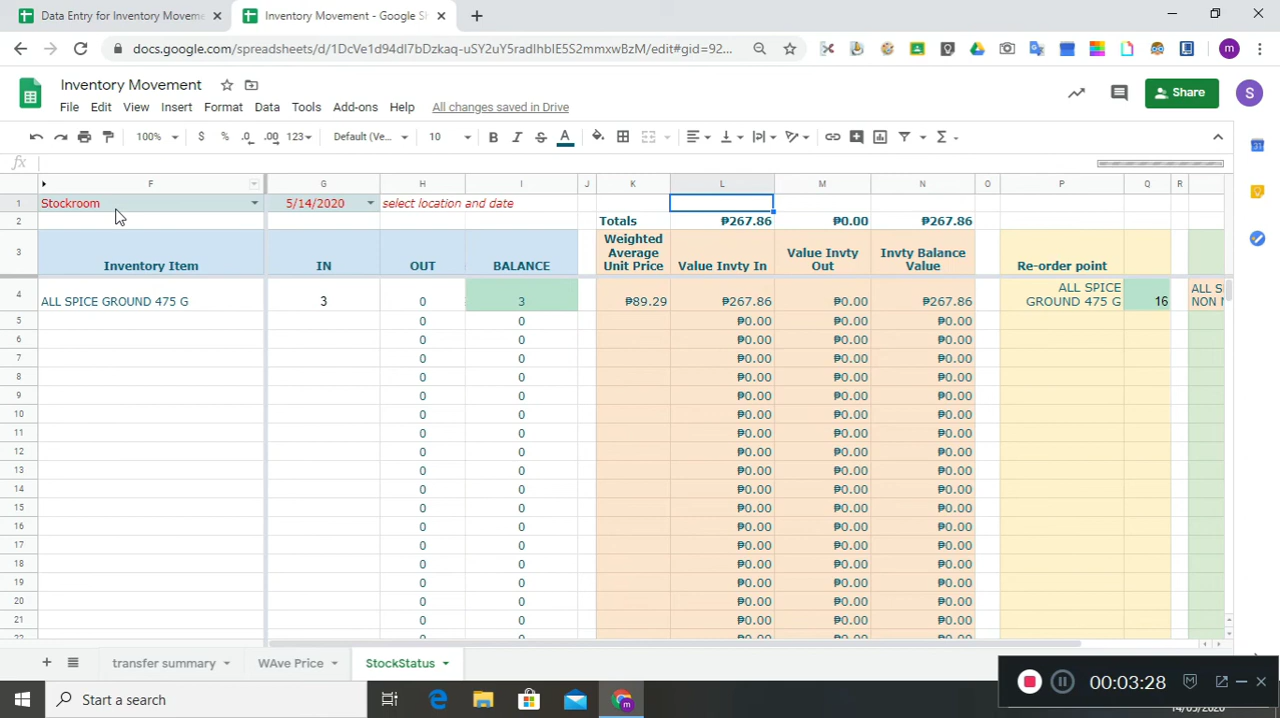 Data Entry for Inventory Moveme
Inventory Movement - Google Sh
docs.google.com/spreadsheets/d/1DCVe1d94dl7bDzkaq-uSY2uY5radlhbIE5S2mmxwBzM/edit#gid=92...
m
Inventory Movement
File Edit View Insert Format Data Tools Add-ons Help All changes saved in Drive
Share
S
100% $ % .0 .00 123 Default (Ve... 10 B I S A
fx
F G H I J K L M N O P Q R
1 Stockroom 5/14/2020 select location and date
2 Totals ₱267.86 ₱0.00 ₱267.86
3 Inventory Item IN OUT BALANCE Weighted Average Unit Price Value Invty In Value Invty Out Invty Balance Value Re-order point
4 ALL SPICE GROUND 475 G 3 0 3 ₱89.29 ₱267.86 ₱0.00 ₱267.86 ALL SPICE GROUND 475 G 16 ALL S NON
5 0 0 ₱0.00 ₱0.00 ₱0.00
6 0 0 ₱0.00 ₱0.00 ₱0.00
7 0 0 ₱0.00 ₱0.00 ₱0.00
8 0 0 ₱0.00 ₱0.00 ₱0.00
9 0 0 ₱0.00 ₱0.00 ₱0.00
10 0 0 ₱0.00 ₱0.00 ₱0.00
11 0 0 ₱0.00 ₱0.00 ₱0.00
12 0 0 ₱0.00 ₱0.00 ₱0.00
13 0 0 ₱0.00 ₱0.00 ₱0.00
14 0 0 ₱0.00 ₱0.00 ₱0.00
15 0 0 ₱0.00 ₱0.00 ₱0.00
16 0 0 ₱0.00 ₱0.00 ₱0.00
17 0 0 ₱0.00 ₱0.00 ₱0.00
18 0 0 ₱0.00 ₱0.00 ₱0.00
19 0 0 ₱0.00 ₱0.00 ₱0.00
20 0 0 ₱0.00 ₱0.00 ₱0.00
21 0 0 ₱0.00 ₱0.00 ₱0.00
transfer summary WAve Price StockStatus
Start a search
00:03:28
14/05/2020